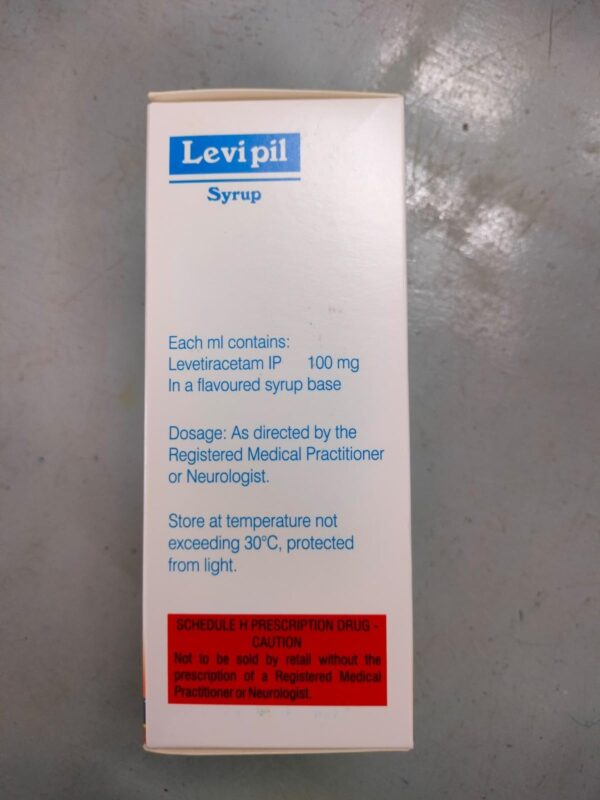 Levipil
Syrup
Each ml contains:
Levetiracetam IP 100 mg
In a flavoured syrup base
Dosage: As directed by the
Registered Medical Practitioner
or Neurologist.
Store at temperature not
exceeding 30°C, protected
from light.
SCHEDULE H PRESCRIPTION DRUG -
CAUTION
Not to be sold by retail without the
prescription of a Registered Medical
Practitioner or Neurologist.